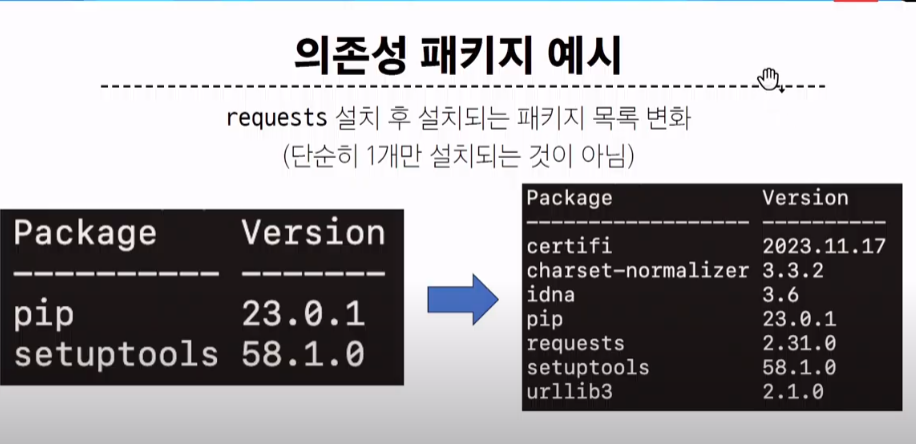 의존성 패키지 예시
requests 설치 후 설치되는 패키지 목록 변화
(단순히 1개만 설치되는 것이 아님)
Package Version
---------- -------
pip 23.0.1
setuptools 58.1.0
Package Version
------------------ ----------
certifi 2023.11.17
charset-normalizer 3.3.2
idna 3.6
pip 23.0.1
requests 2.31.0
setuptools 58.1.0
urllib3 2.1.0